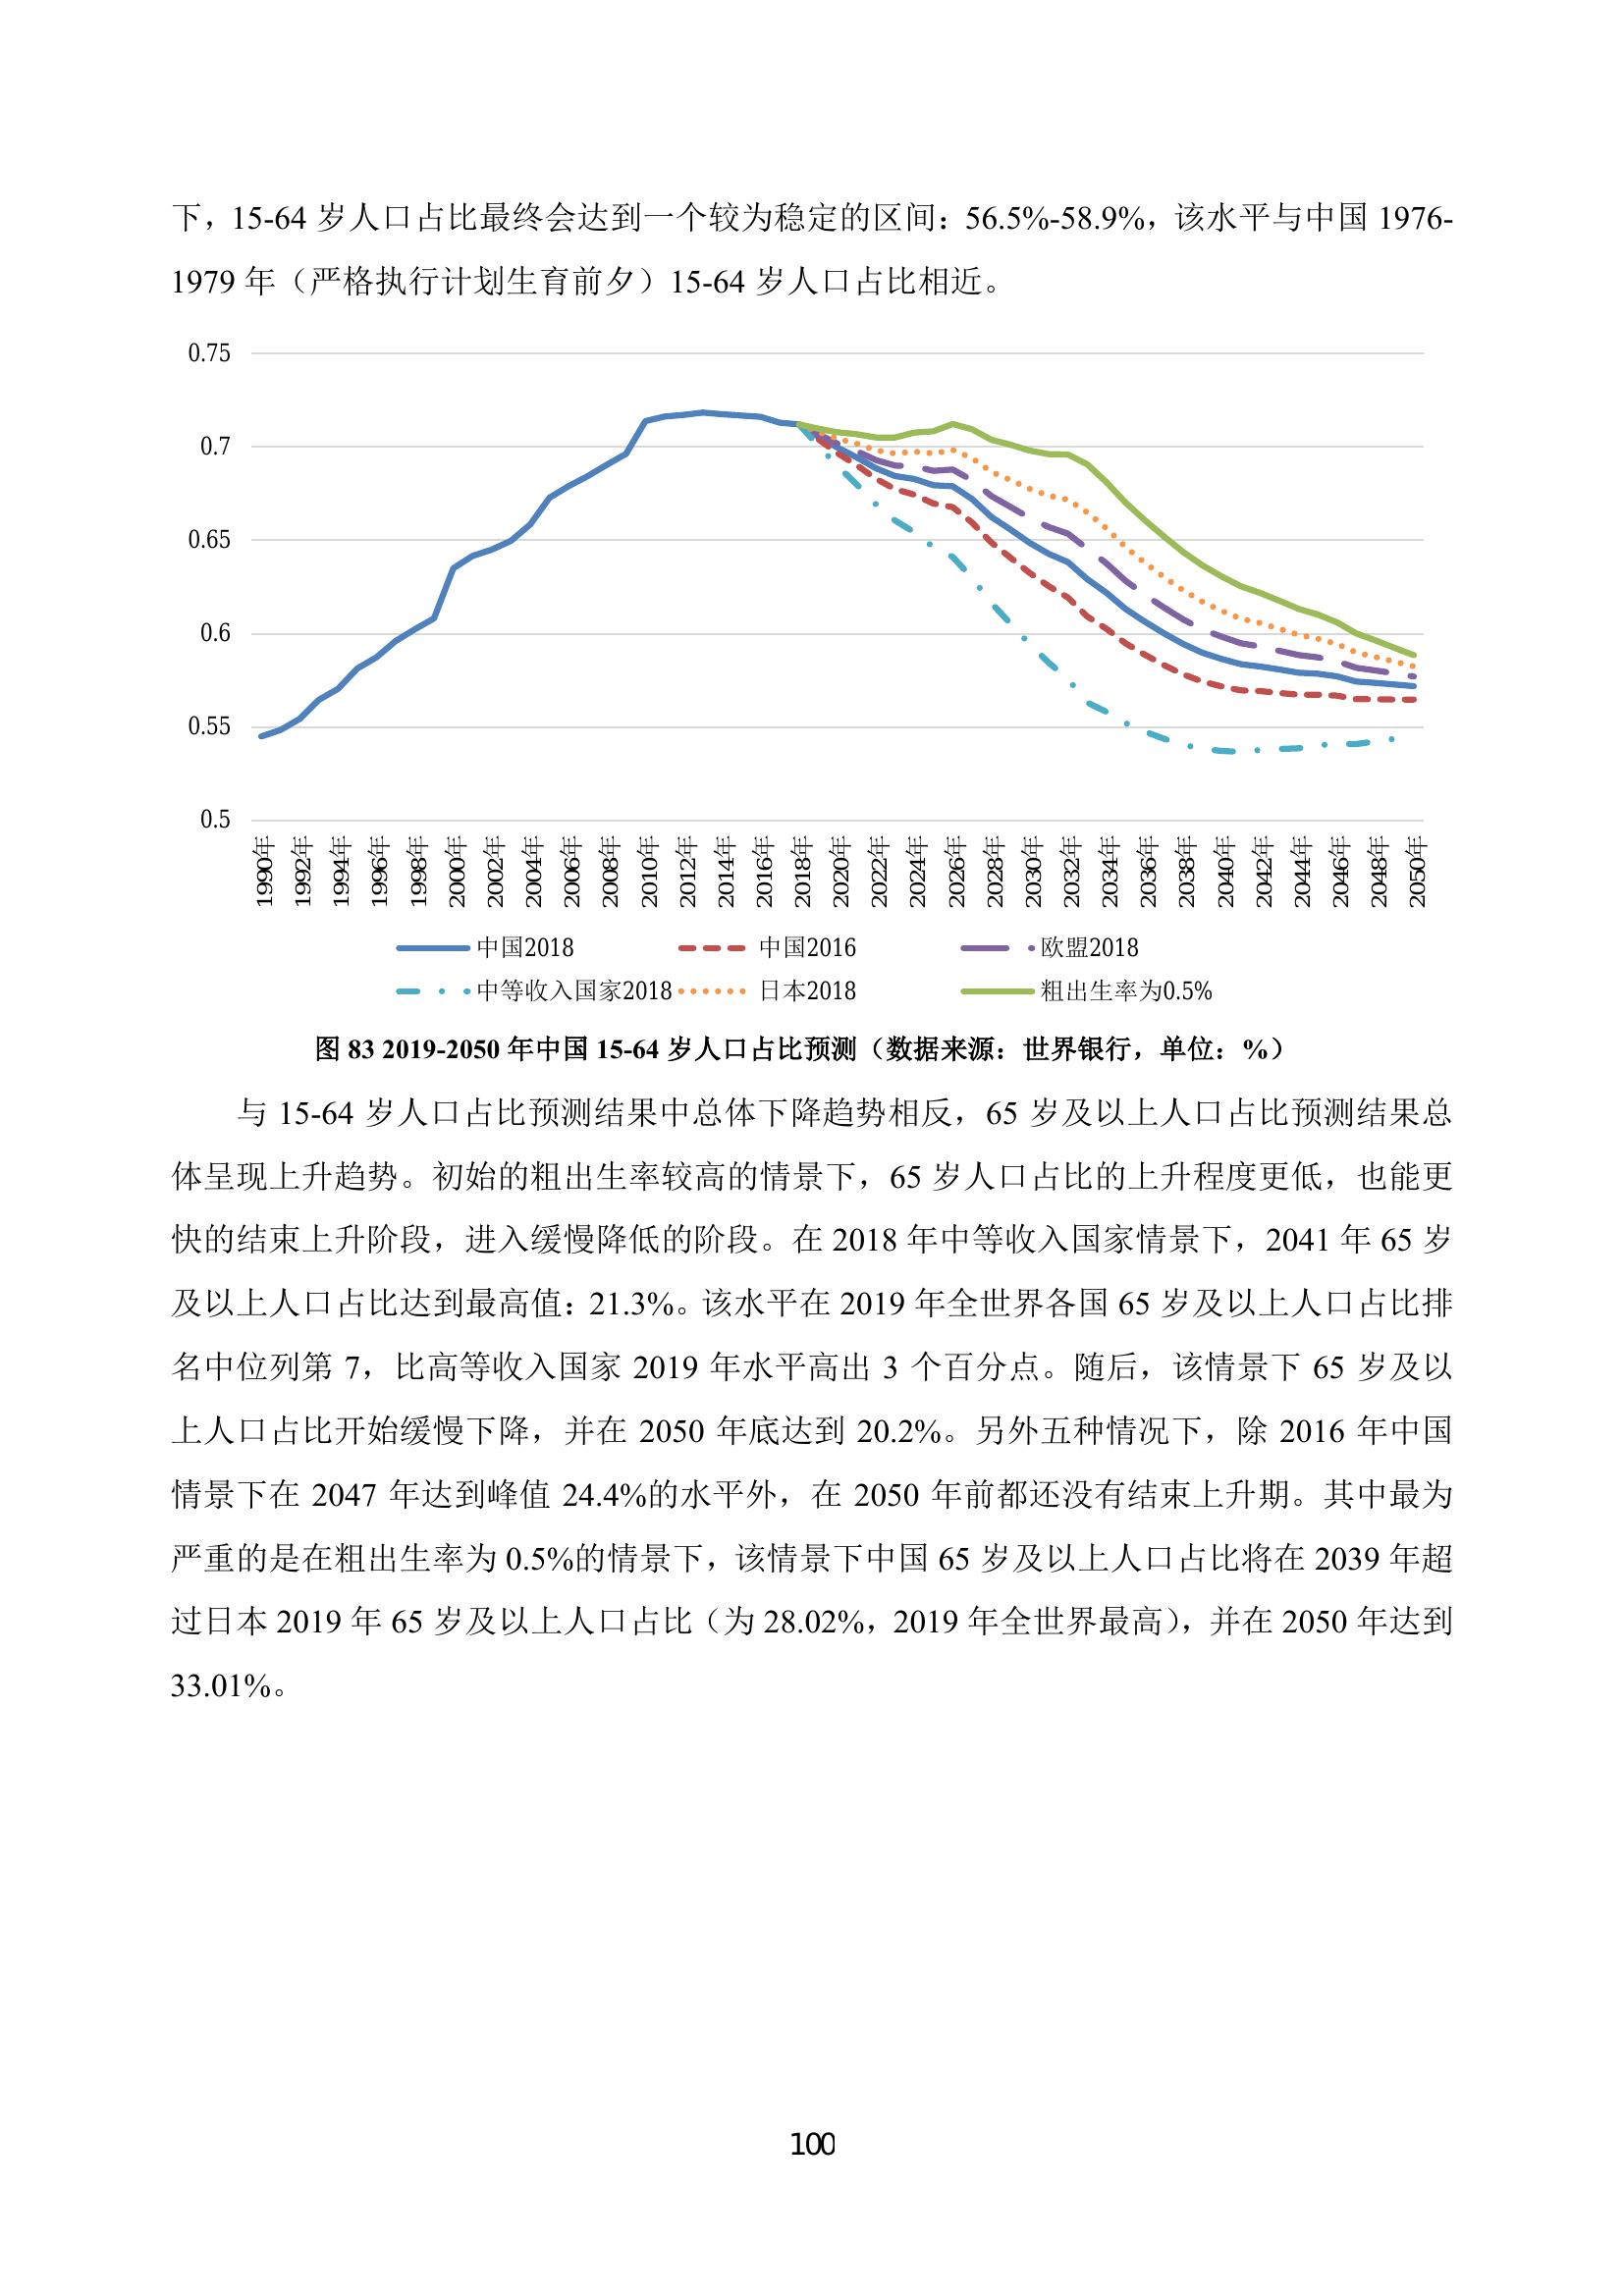 下，15-64 岁人口占比最终会达到一个较为稳定的区间：56.5%-58.9%，该水平与中国 1976-
1979 年（严格执行计划生育前夕）15-64 岁人口占比相近。
0.75
0.7
0.65
0.6
0.55
0.5
1990年 1992年 1994年 1996年 1998年 2000年 2002年 2004年 2006年 2008年 2010年 2012年 2014年 2016年 2018年 2020年 2022年 2024年 2026年 2028年 2030年 2032年 2034年 2036年 2038年 2040年 2042年 2044年 2046年 2048年 2050年
中国2018 中国2016 欧盟2018
中等收入国家2018 日本2018 粗出生率为0.5%
图 83 2019-2050 年中国 15-64 岁人口占比预测（数据来源：世界银行，单位：%）
与 15-64 岁人口占比预测结果中总体下降趋势相反，65 岁及以上人口占比预测结果总
体呈现上升趋势。初始的粗出生率较高的情景下，65 岁人口占比的上升程度更低，也能更
快的结束上升阶段，进入缓慢降低的阶段。在 2018 年中等收入国家情景下，2041 年 65 岁
及以上人口占比达到最高值：21.3%。该水平在 2019 年全世界各国 65 岁及以上人口占比排
名中位列第 7，比高等收入国家 2019 年水平高出 3 个百分点。随后，该情景下 65 岁及以
上人口占比开始缓慢下降，并在 2050 年底达到 20.2%。另外五种情况下，除 2016 年中国
情景下在 2047 年达到峰值 24.4%的水平外，在 2050 年前都还没有结束上升期。其中最为
严重的是在粗出生率为 0.5%的情景下，该情景下中国 65 岁及以上人口占比将在 2039 年超
过日本 2019 年 65 岁及以上人口占比（为 28.02%，2019 年全世界最高），并在 2050 年达到
33.01%。
100